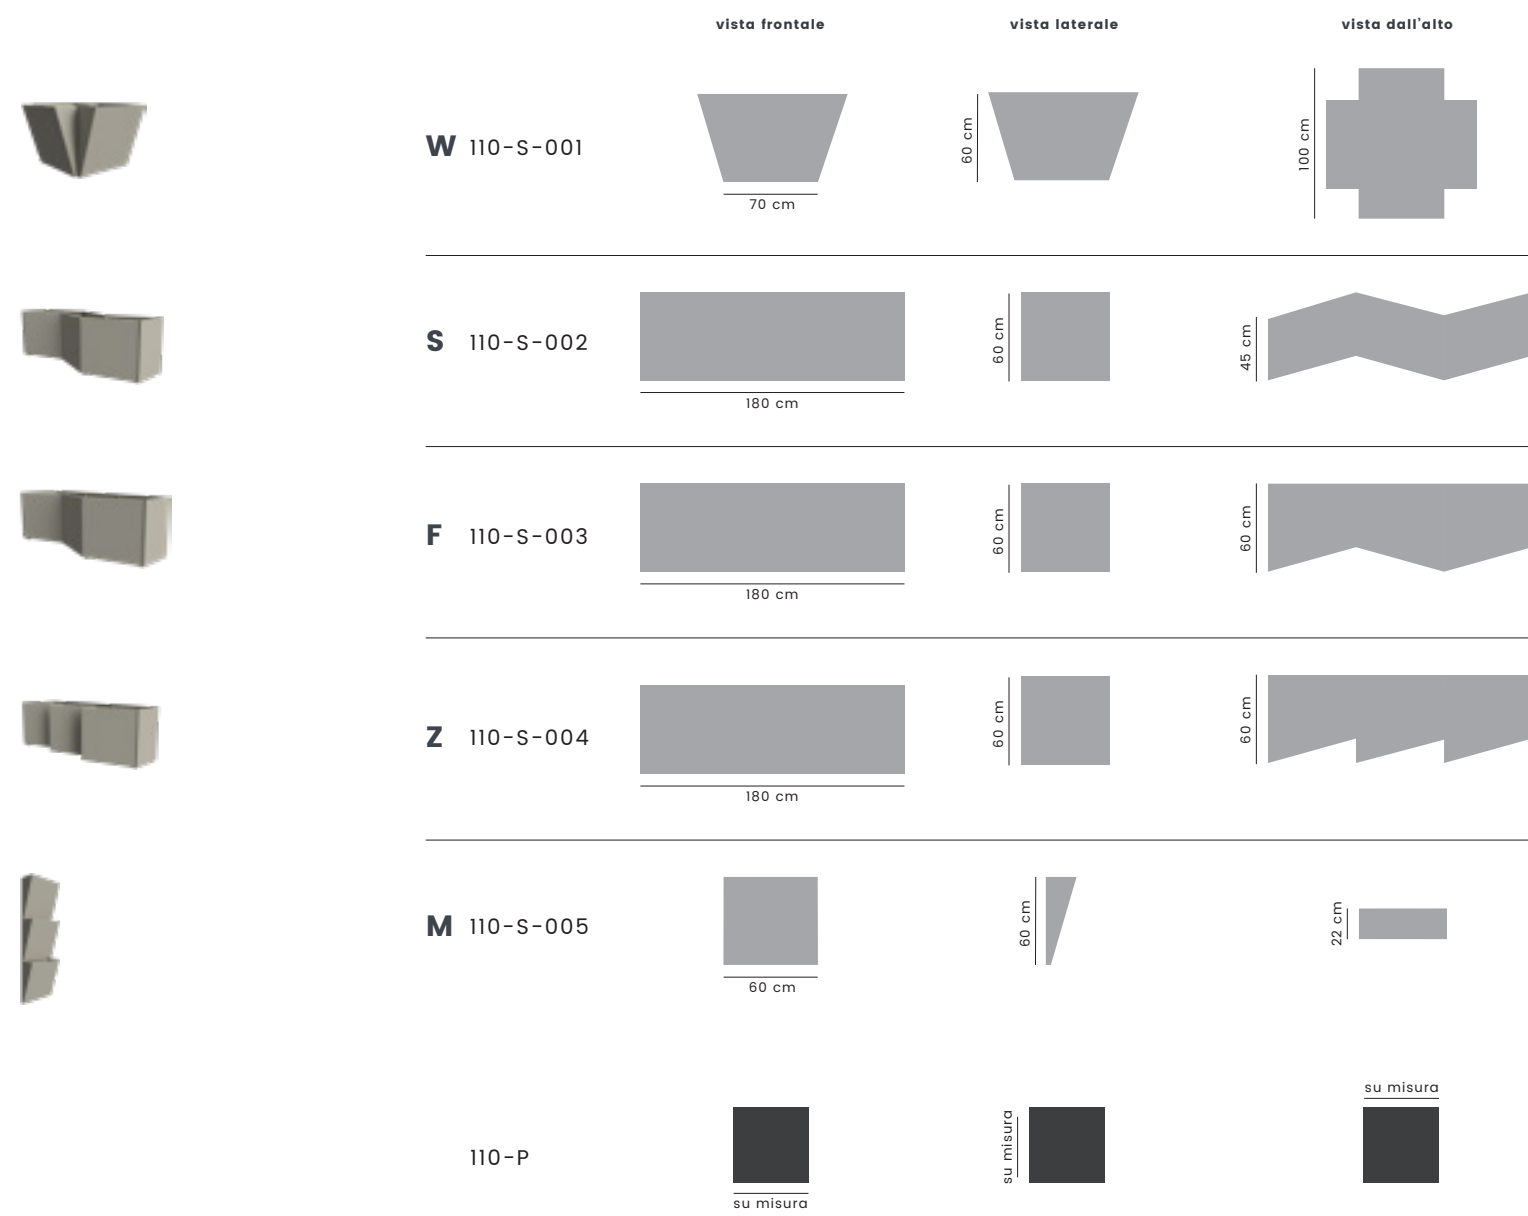 vista frontale
vista laterale
vista dall'alto
W 110-S-001
70 cm
60 cm
100 cm
S 110-S-002
180 cm
60 cm
45 cm
F 110-S-003
180 cm
60 cm
60 cm
Z 110-S-004
180 cm
60 cm
60 cm
M 110-S-005
60 cm
60 cm
22 cm
110-P
su misura
su misura
su misura